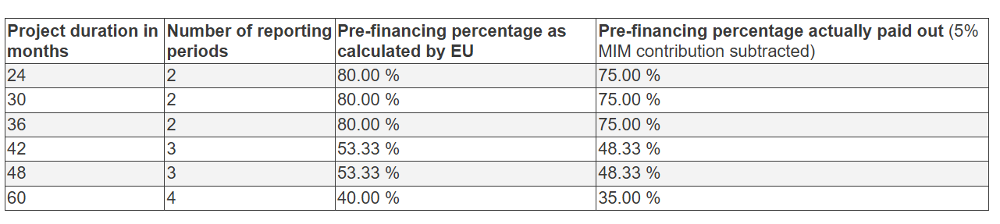 Project duration in months Number of reporting periods Pre-financing percentage as calculated by EU Pre-financing percentage actually paid out (5% MIM contribution subtracted)
24 2 80.00 % 75.00 %
30 2 80.00 % 75.00 %
36 2 80.00 % 75.00 %
42 3 53.33 % 48.33 %
48 3 53.33 % 48.33 %
60 4 40.00 % 35.00 %